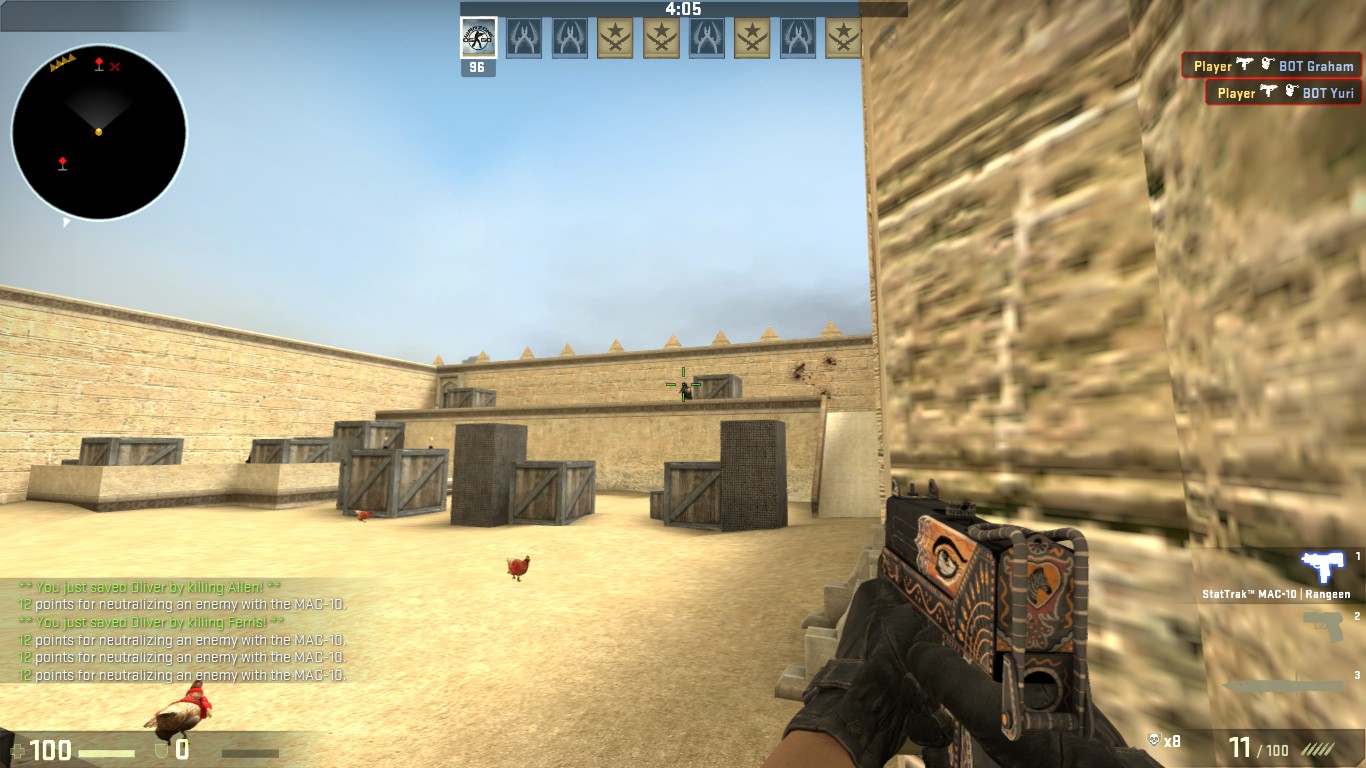 4:05
96
Player BOT Graham
Player BOT Yuri
** You just saved Oliver by killing Allen! **
12 points for neutralizing an enemy with the MAC-10.
** You just saved Oliver by killing Ferris! **
12 points for neutralizing an enemy with the MAC-10.
12 points for neutralizing an enemy with the MAC-10.
12 points for neutralizing an enemy with the MAC-10.
1
StatTrak™ MAC-10 | Rangeen
2
3
100
0
x8
11 / 100